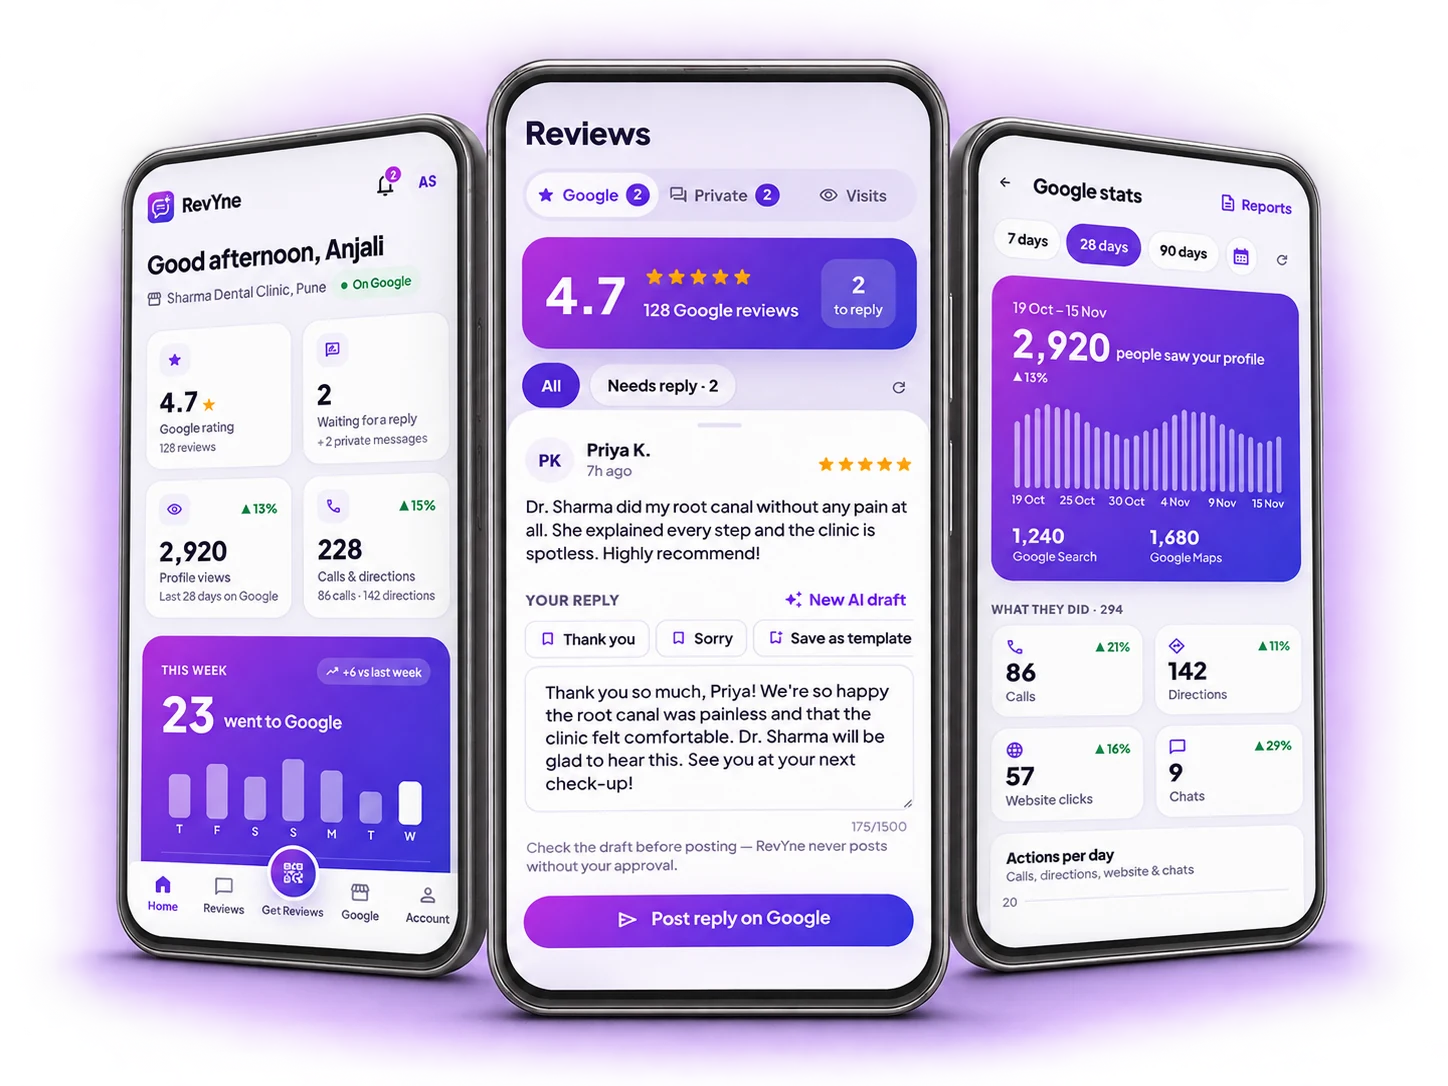 RevYne
2
AS
Good afternoon, Anjali
Sharma Dental Clinic, Pune
On Google
4.7
Google rating
128 reviews
2
Waiting for a reply
+ 2 private messages
▲13%
2,920
Profile views
Last 28 days on Google
▲15%
228
Calls & directions
86 calls · 142 directions
THIS WEEK
+6 vs last week
23 went to Google
T F S S M T W
Home
Reviews
Get Reviews
Google
Account
Reviews
Google 2
Private 2
Visits
4.7
128 Google reviews
2
to reply
All
Needs reply · 2
PK
Priya K.
7h ago
Dr. Sharma did my root canal without any pain at
all. She explained every step and the clinic is
spotless. Highly recommend!
YOUR REPLY
New AI draft
Thank you
Sorry
Save as template
Thank you so much, Priya! We're so happy
the root canal was painless and that the
clinic felt comfortable. Dr. Sharma will be
glad to hear this. See you at your next
check-up!
175/1500
Check the draft before posting — RevYne never posts
without your approval.
Post reply on Google
Google stats
Reports
7 days
28 days
90 days
19 Oct – 15 Nov
2,920 people saw your profile
▲13%
19 Oct 25 Oct 30 Oct 4 Nov 9 Nov 15 Nov
1,240
Google Search
1,680
Google Maps
WHAT THEY DID · 294
▲21%
86
Calls
▲11%
142
Directions
▲16%
57
Website clicks
▲29%
9
Chats
Actions per day
Calls, directions, website & chats
20